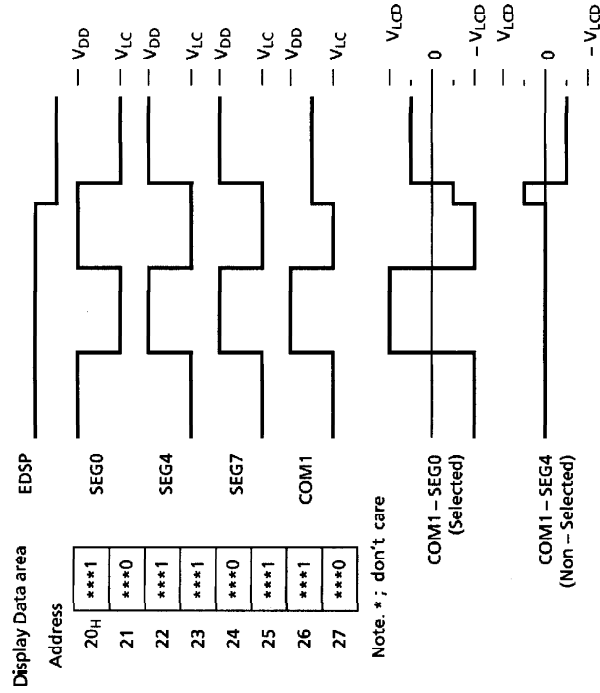 Display Data area
Address
20H ***1
21 ***0
22 ***1
23 ***1
24 ***0
25 ***1
26 ***1
27 ***0
Note. * ; don't care
EDSP
SEG0
VDD
VLC
SEG4
VDD
VLC
SEG7
VDD
VLC
COM1
VDD
VLC
COM1 – SEG0
(Selected)
VLCD
0
– VLCD
COM1 – SEG4
(Non – Selected)
VLCD
0
– VLCD